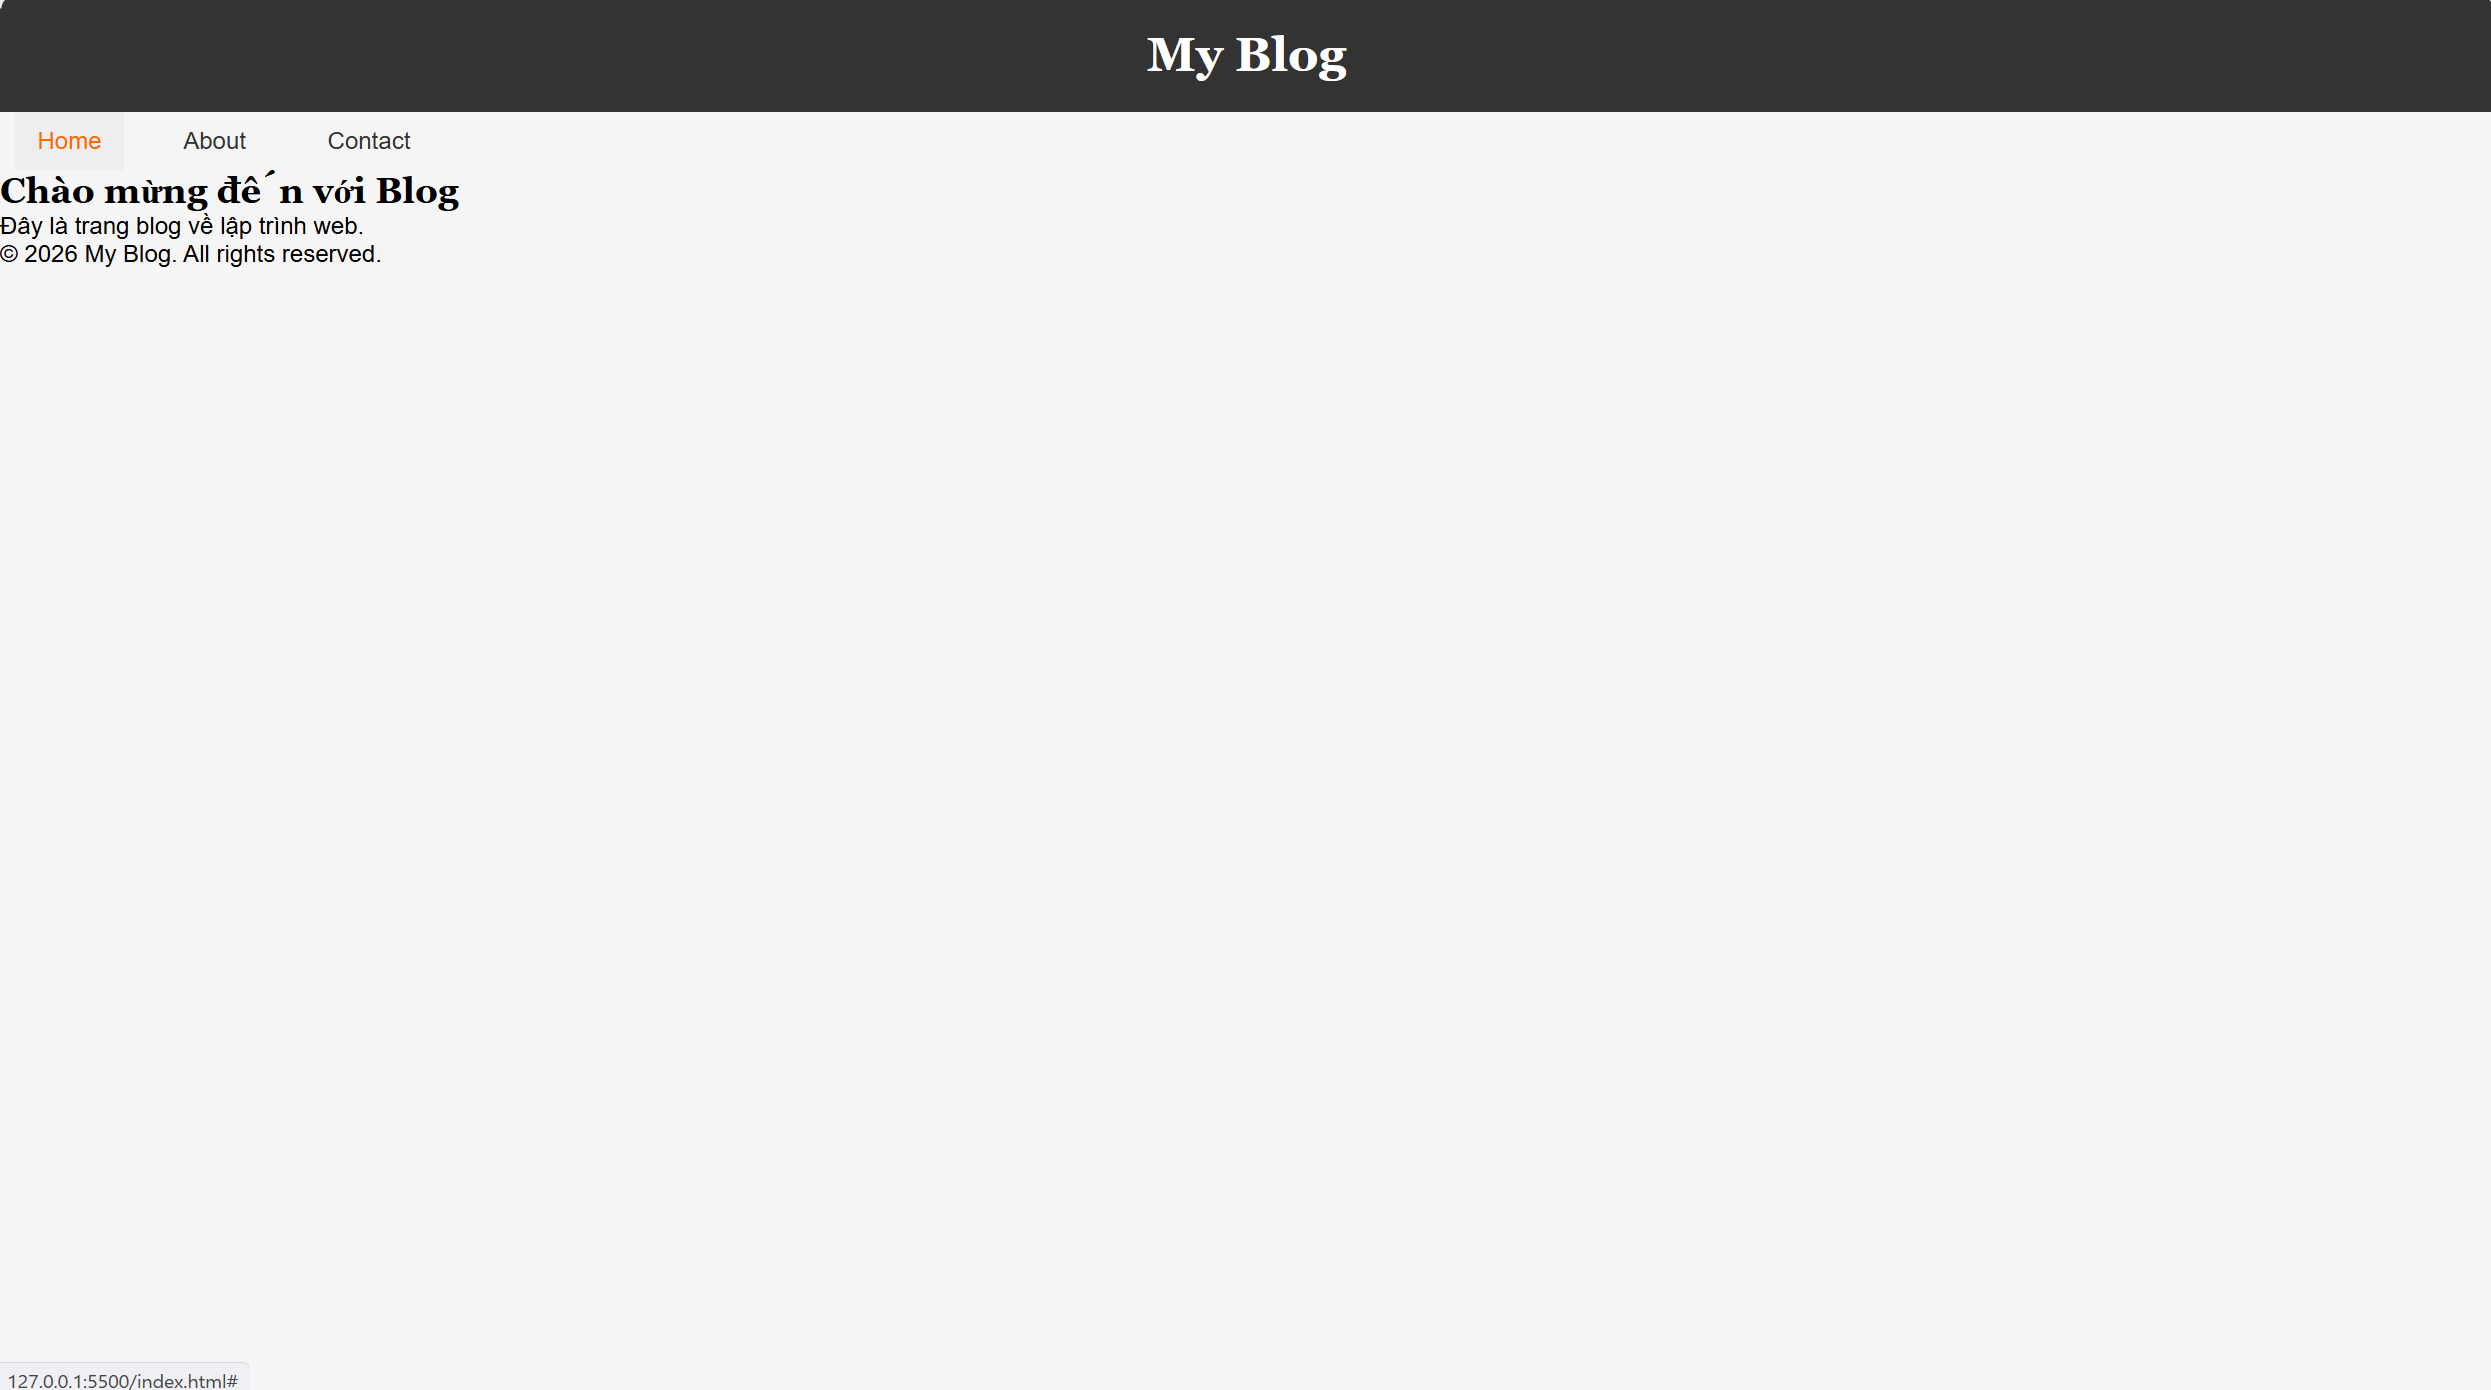 My Blog
Home About Contact
Chào mừng đến với Blog
Đây là trang blog về lập trình web.
© 2026 My Blog. All rights reserved.
127.0.0.1:5500/index.html#